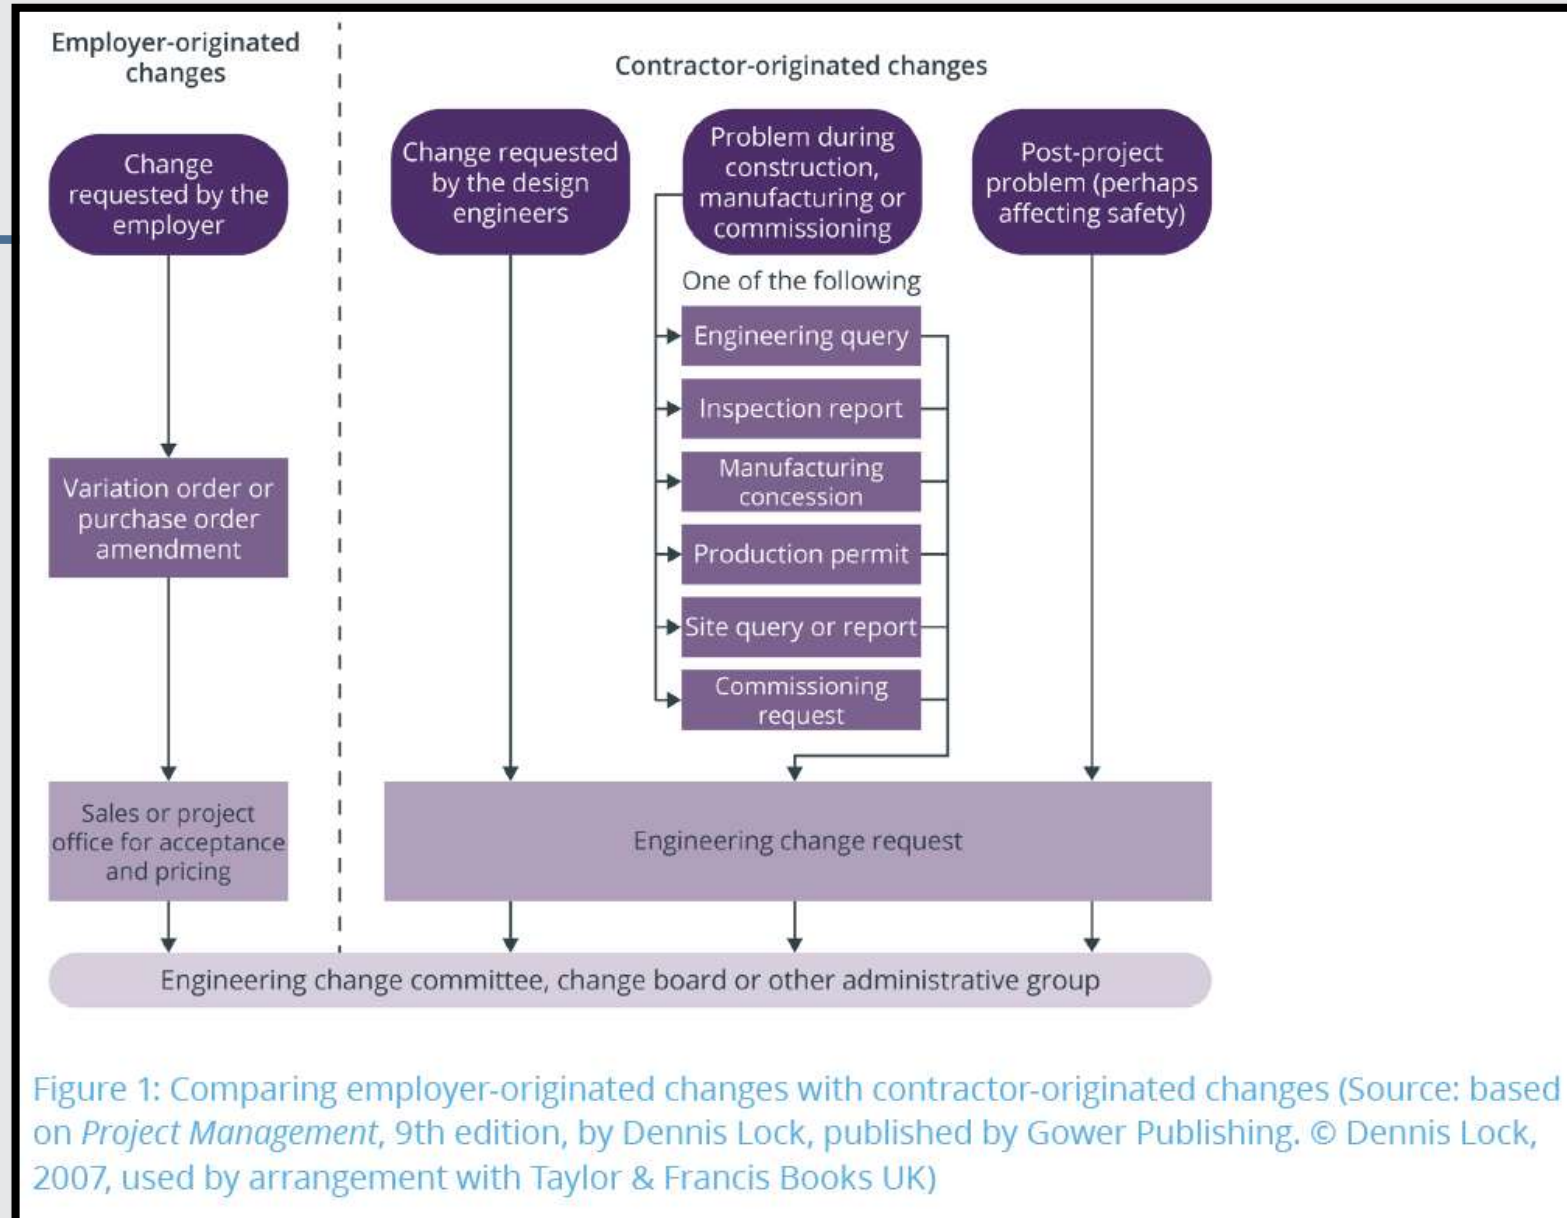 Employer-originated
changes
Contractor-originated changes
Change
requested by the
employer
Change requested
by the design
engineers
Problem during
construction,
manufacturing or
commissioning
Post-project
problem (perhaps
affecting safety)
One of the following
Engineering query
Inspection report
Manufacturing
concession
Production permit
Site query or report
Commissioning
request
Variation order or
purchase order
amendment
Sales or project
office for acceptance
and pricing
Engineering change request
Engineering change committee, change board or other administrative group
Figure 1: Comparing employer-originated changes with contractor-originated changes (Source: based
on Project Management, 9th edition, by Dennis Lock, published by Gower Publishing. © Dennis Lock,
2007, used by arrangement with Taylor & Francis Books UK)